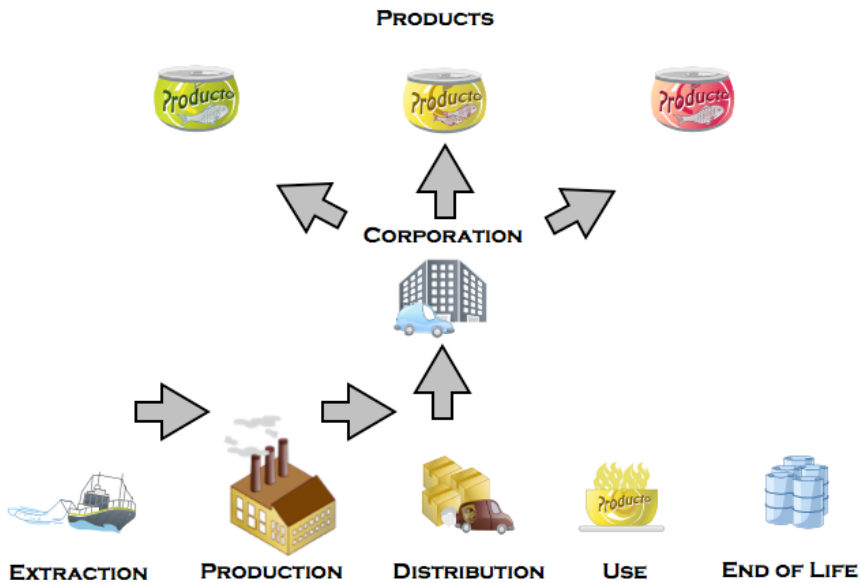 PRODUCTS
Producto
Producto
Producto
CORPORATION
Producto
EXTRACTION
PRODUCTION
DISTRIBUTION
USE
END OF LIFE